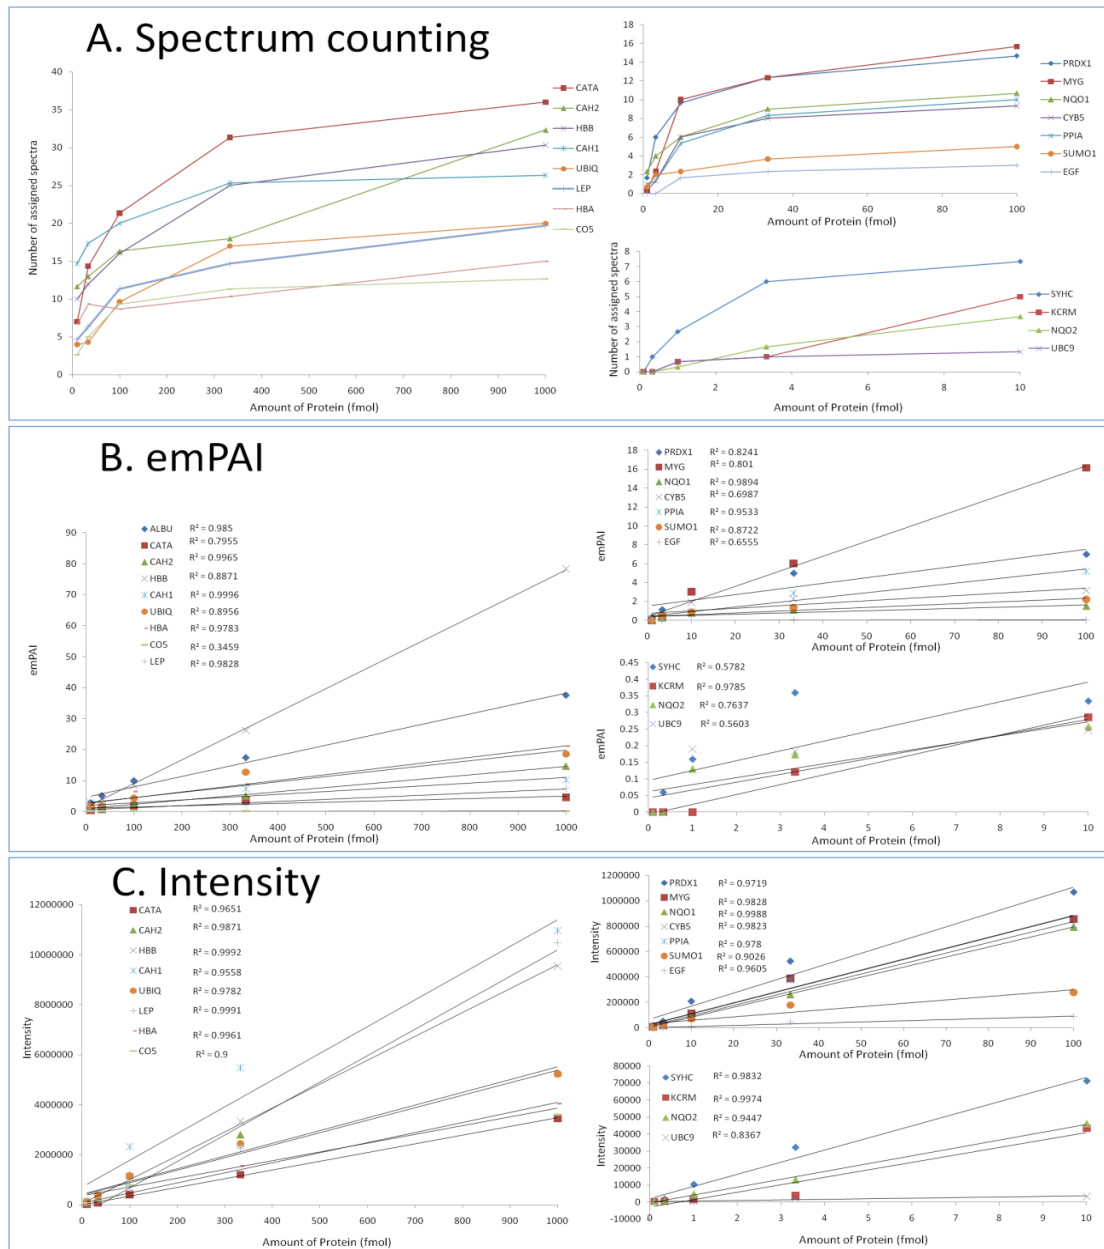 A. Spectrum counting
Number of assigned spectra
40
35
30
25
20
15
10
5
0
0 100 200 300 400 500 600 700 800 900 1000
Amount of Protein (fmol)
CATA
CAH2
HBB
CAH1
UBIQ
LEP
HBA
CO5
18
16
14
12
10
8
6
4
2
0
0 20 40 60 80 100
Amount of Protein (fmol)
PRDX1
MYG
NQO1
CYB5
PPIA
SUMO1
EGF
Number of assigned spectra
8
7
6
5
4
3
2
1
0
0 2 4 6 8 10
Amount of Protein (fmol)
SYHC
KCRM
NQO2
UBC9
B. emPAI
emPAI
90
80
70
60
50
40
30
20
10
0
0 100 200 300 400 500 600 700 800 900 1000
Amount of Protein (fmol)
ALBU R² = 0.985
CATA R² = 0.7955
CAH2 R² = 0.9965
HBB R² = 0.8871
CAH1 R² = 0.9996
UBIQ R² = 0.8956
HBA R² = 0.9783
CO5 R² = 0.3459
LEP R² = 0.9828
emPAI
18
16
14
12
10
8
6
4
2
0
0 10 20 30 40 50 60 70 80 90 100
Amount of Protein (fmol)
PRDX1 R² = 0.8241
MYG R² = 0.801
NQO1 R² = 0.9894
CYB5 R² = 0.6987
PPIA R² = 0.9533
SUMO1 R² = 0.8722
EGF R² = 0.6555
emPAI
0.45
0.4
0.35
0.3
0.25
0.2
0.15
0.1
0.05
0
0 1 2 3 4 5 6 7 8 9 10
Amount of Protein (fmol)
SYHC R² = 0.5782
KCRM R² = 0.9785
NQO2 R² = 0.7637
UBC9 R² = 0.5603
C. Intensity
Intensity
12000000
10000000
8000000
6000000
4000000
2000000
0
0 100 200 300 400 500 600 700 800 900 1000
Amount of Protein (fmol)
CATA R² = 0.9651
CAH2 R² = 0.9871
HBB R² = 0.9992
CAH1 R² = 0.9558
UBIQ R² = 0.9782
LEP R² = 0.9991
HBA R² = 0.9961
CO5 R² = 0.9
Intensity
1200000
1000000
800000
600000
400000
200000
0
0 10 20 30 40 50 60 70 80 90 100
Amount of Protein (fmol)
PRDX1 R² = 0.9719
MYG R² = 0.9828
NQO1 R² = 0.9988
CYB5 R² = 0.9823
PPIA R² = 0.978
SUMO1 R² = 0.9026
EGF R² = 0.9605
Intensity
80000
70000
60000
50000
40000
30000
20000
10000
0
-10000
0 1 2 3 4 5 6 7 8 9 10
Amount of Protein (fmol)
SYHC R² = 0.9832
KCRM R² = 0.9974
NQO2 R² = 0.9447
UBC9 R² = 0.8367